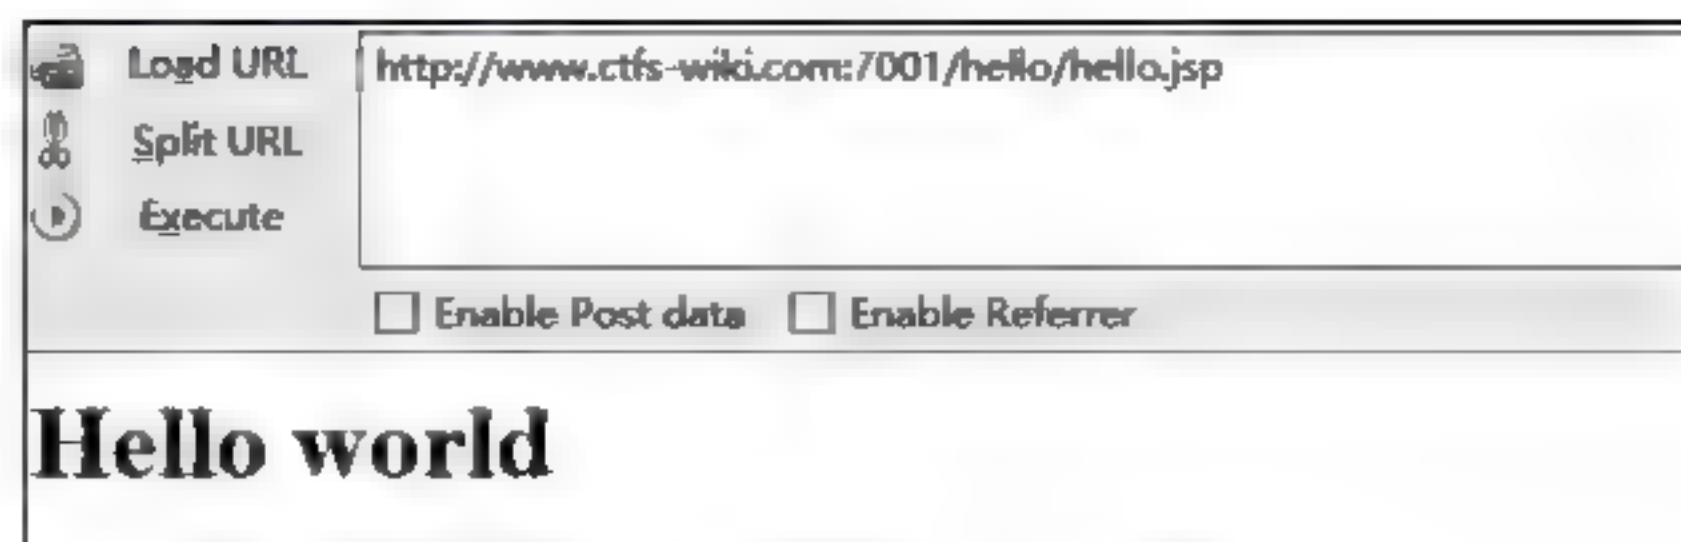 Load URL http://www.ctfs-wiki.com:7001/hello/hello.jsp
Split URL
Execute
Enable Post data Enable Referrer
Hello world